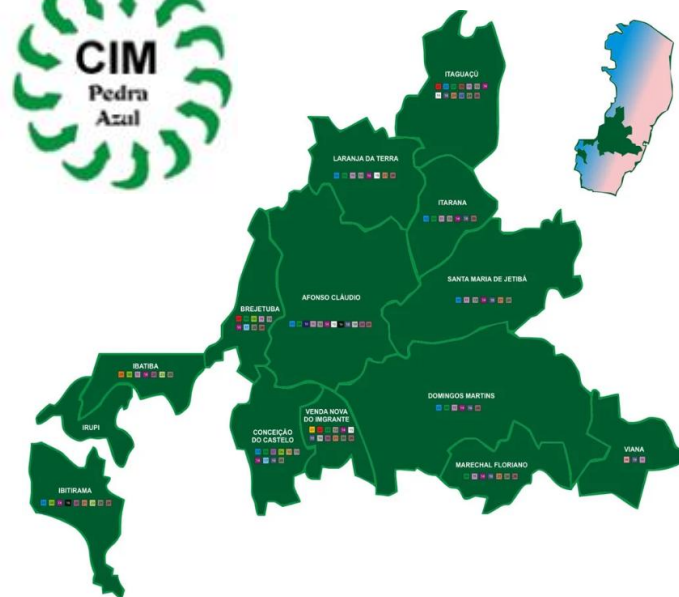 CIM
Pedra
Azul
ITAGUAÇÚ
LARANJA DA TERRA
ITARANA
SANTA MARIA DE JETIBÁ
AFONSO CLÁUDIO
BREJETUBA
IBATIBA
DOMINGOS MARTINS
IRUPI
VENDA NOVA
DO IMGRANTE
CONCEIÇÃO
DO CASTELO
VIANA
MARECHAL FLORIANO
IBITIRAMA